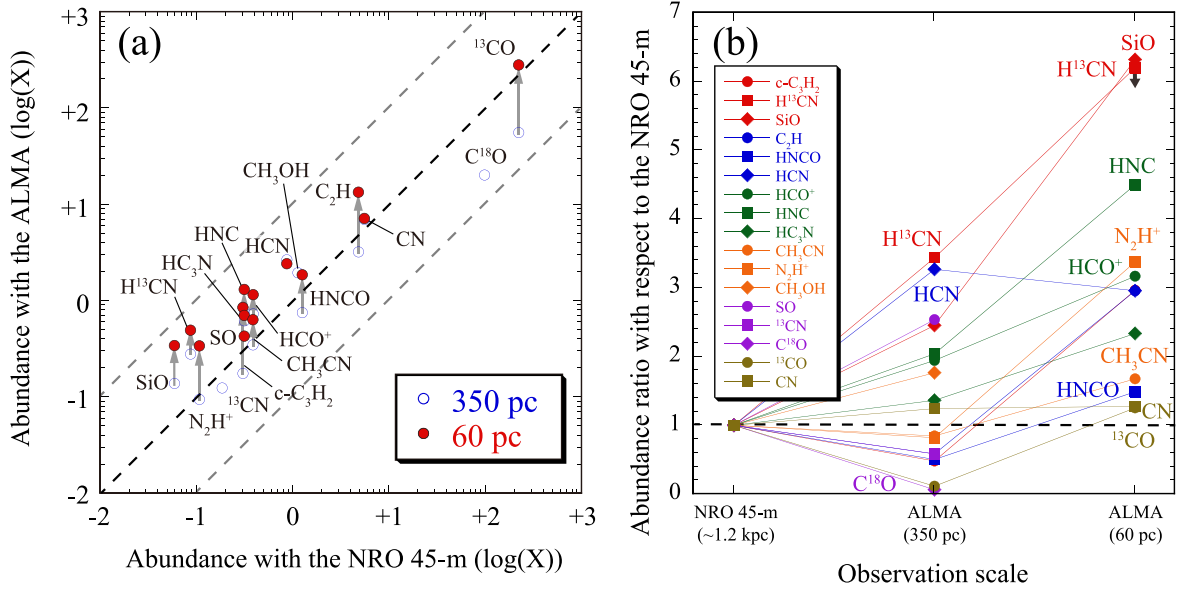 (a)
+3
+2
+1
0
-1
-2
-2
-1
0
+1
+2
+3
Abundance with the ALMA (log(X))
Abundance with the NRO 45-m (log(X))
¹³CO
C¹⁸O
CH₃OH
C₂H
CN
HNC
HCN
HC₃N
H¹³CN
HNCO
SO
HCO⁺
CH₃CN
SiO
¹³CN
c-C₃H₂
N₂H⁺
350 pc
60 pc
(b)
7
6
5
4
3
2
1
0
Abundance ratio with respect to the NRO 45-m
c-C₃H₂
H¹³CN
SiO
C₂H
HNCO
HCN
HCO⁺
HNC
HC₃N
CH₃CN
N₂H⁺
CH₃OH
SO
¹³CN
C¹⁸O
¹³CO
CN
SiO
H¹³CN
HNC
N₂H⁺
H¹³CN
HCO⁺
HCN
CH₃CN
HNCO
CN
¹³CO
C¹⁸O
NRO 45-m
(~1.2 kpc)
ALMA
(350 pc)
ALMA
(60 pc)
Observation scale